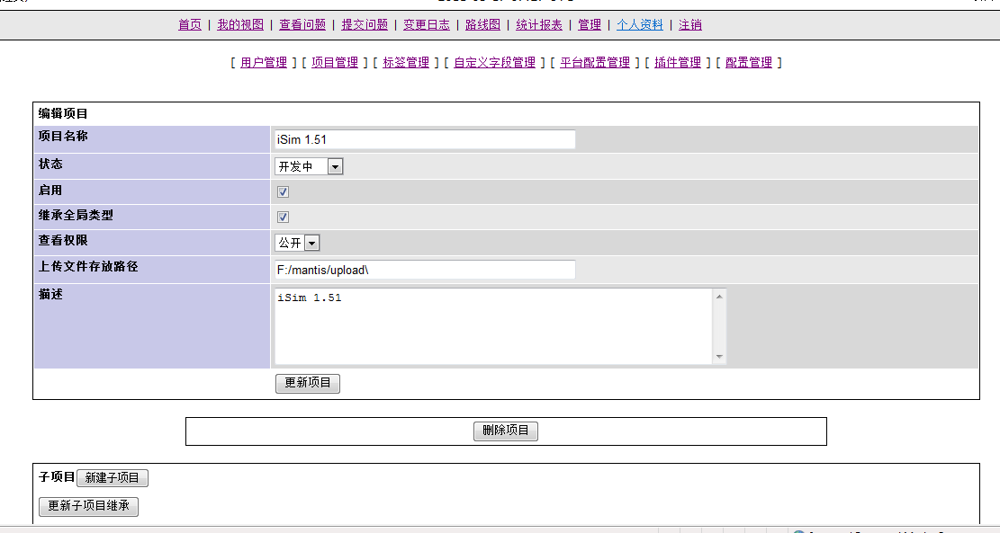 首页 | 我的视图 | 查看问题 | 提交问题 | 变更日志 | 路线图 | 统计报表 | 管理 | 个人资料 | 注销
[ 用户管理 ] [ 项目管理 ] [ 标签管理 ] [ 自定义字段管理 ] [ 平台配置管理 ] [ 插件管理 ] [ 配置管理 ]
编辑项目
项目名称 iSim 1.51
状态 开发中
启用
继承全局类型
查看权限 公开
上传文件存放路径 F:/mantis/upload\
描述 iSim 1.51
更新项目
删除项目
子项目 新建子项目
更新子项目继承